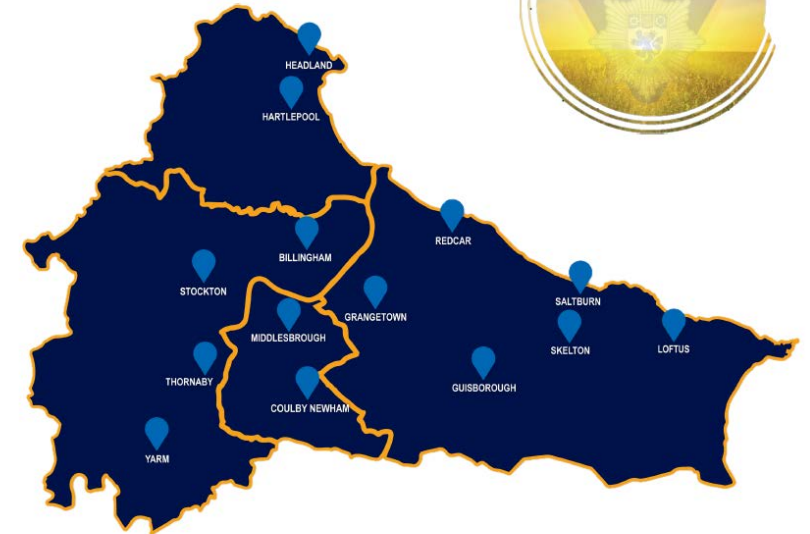 HEADLAND
HARTLEPOOL
REDCAR
BILLINGHAM
STOCKTON
SALTBURN
GRANGETOWN
MIDDLESBROUGH
SKELTON
LOFTUS
THORNABY
GUISBOROUGH
COULBY NEWHAM
YARM